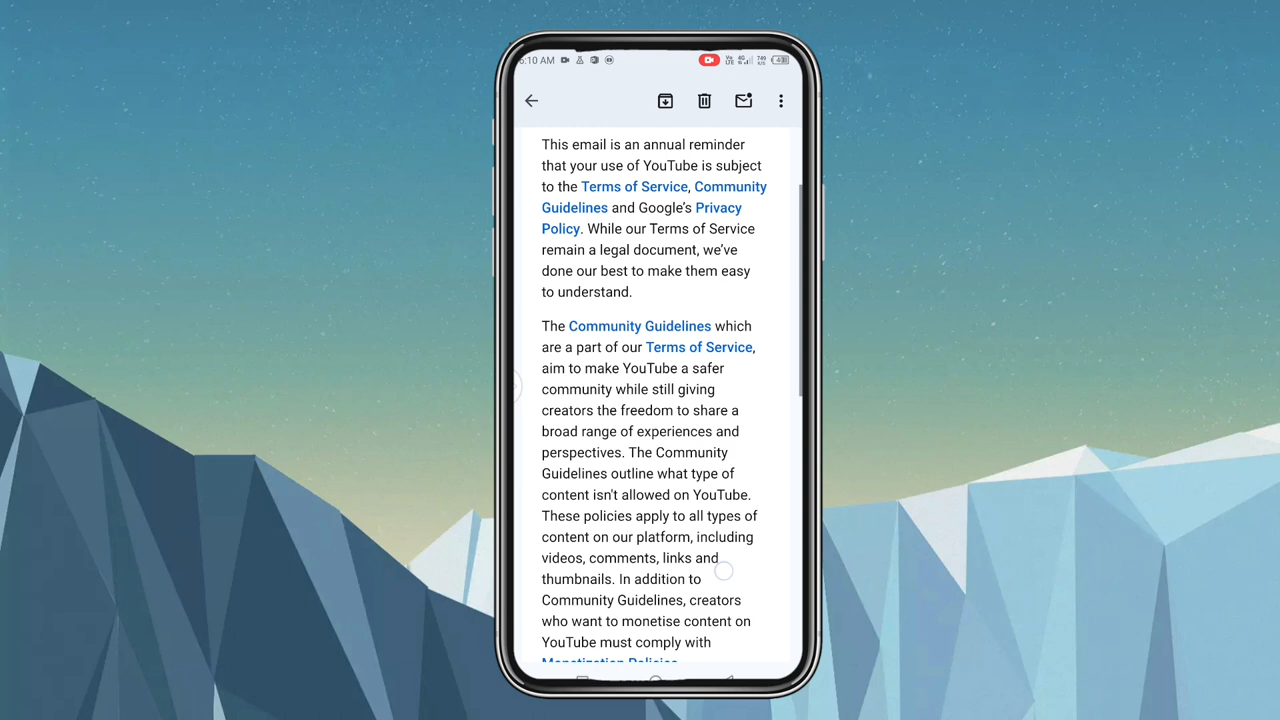 6:10 AM
This email is an annual reminder
that your use of YouTube is subject
to the Terms of Service, Community
Guidelines and Google's Privacy
Policy. While our Terms of Service
remain a legal document, we've
done our best to make them easy
to understand.
The Community Guidelines which
are a part of our Terms of Service,
aim to make YouTube a safer
community while still giving
creators the freedom to share a
broad range of experiences and
perspectives. The Community
Guidelines outline what type of
content isn't allowed on YouTube.
These policies apply to all types of
content on our platform, including
videos, comments, links and
thumbnails. In addition to
Community Guidelines, creators
who want to monetise content on
YouTube must comply with
Monetization Policies